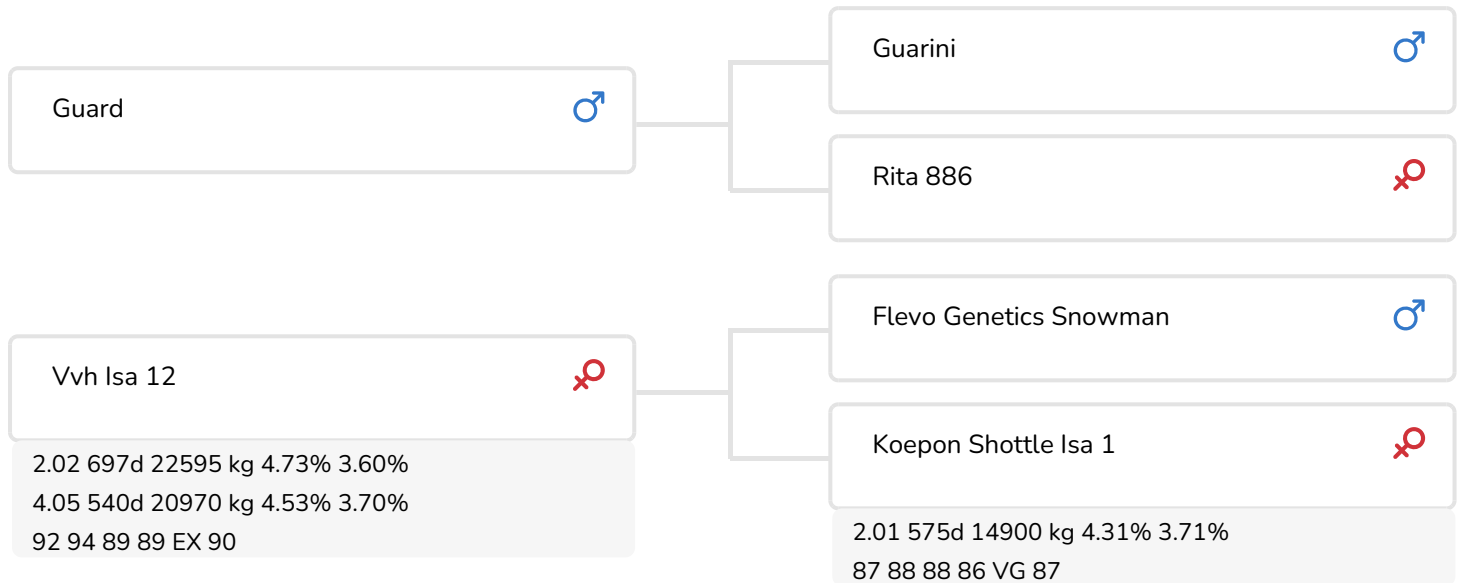 Guard
Guarini
Rita 886
Vvh Isa 12
2.02 697d 22595 kg 4.73% 3.60%
4.05 540d 20970 kg 4.53% 3.70%
92 94 89 89 EX 90
Flevo Genetics Snowman
Koepon Shottle Isa 1
2.01 575d 14900 kg 4.31% 3.71%
87 88 88 86 VG 87